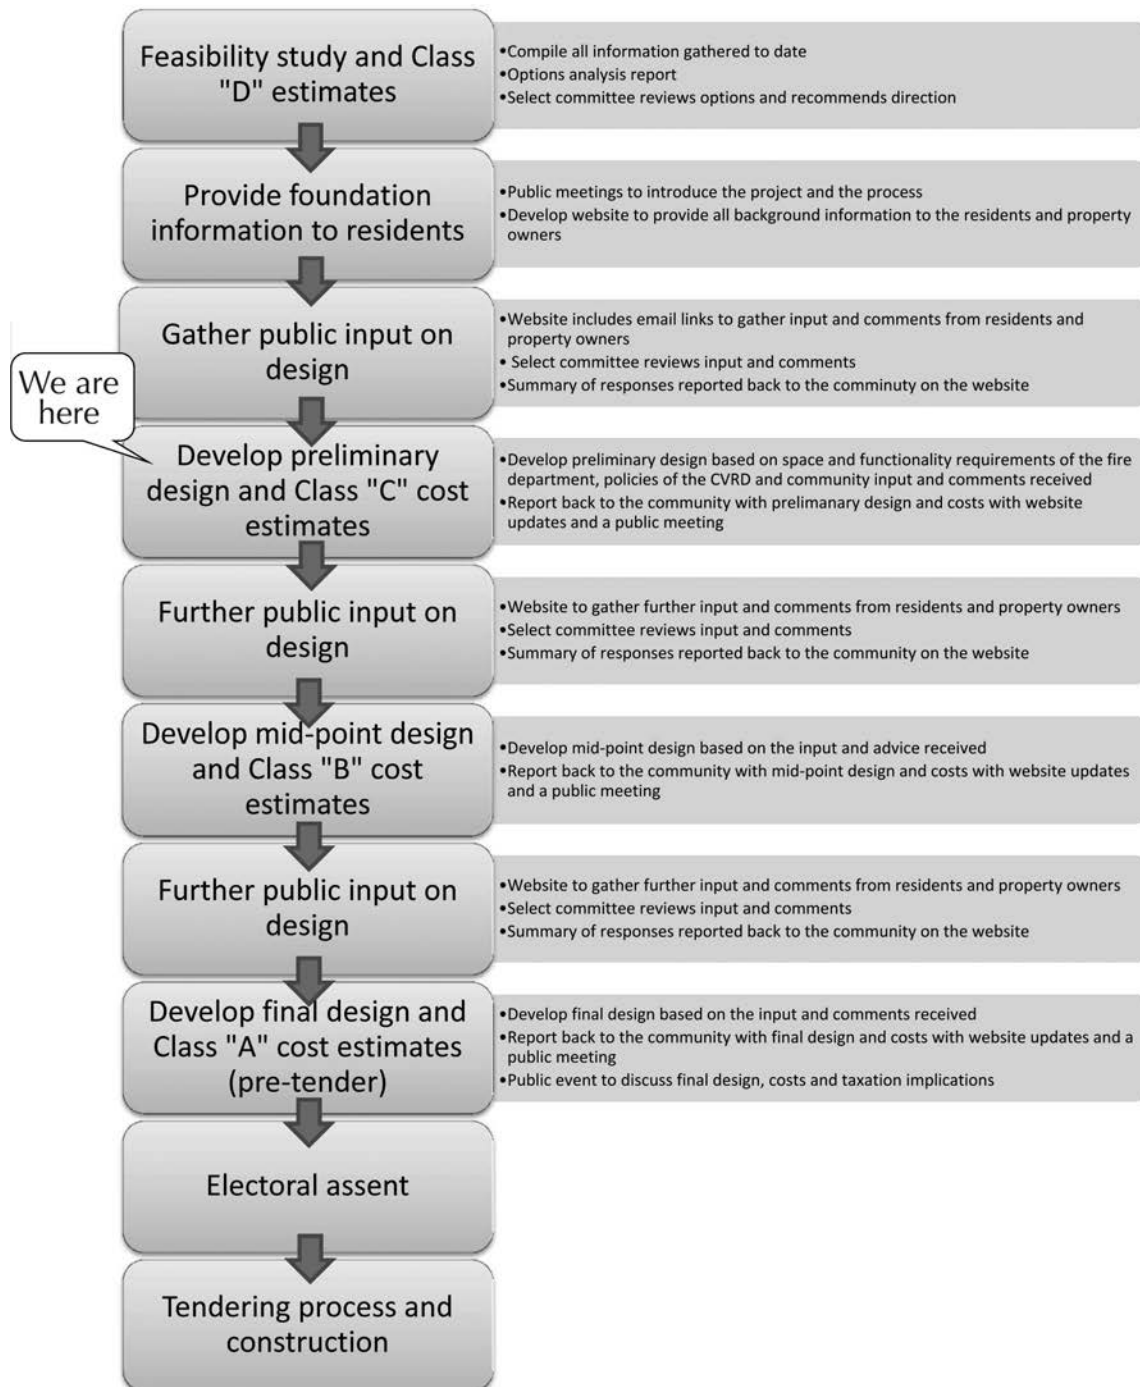 Feasibility study and Class
"D" estimates
•Compile all information gathered to date
•Options analysis report
•Select committee reviews options and recommends direction
Provide foundation
information to residents
•Public meetings to introduce the project and the process
•Develop website to provide all background information to the residents and property
owners
Gather public input on
design
•Website includes email links to gather input and comments from residents and
property owners
• Select committee reviews input and comments
•Summary of responses reported back to the comminuty on the website
We are
here
Develop preliminary
design and Class "C" cost
estimates
•Develop preliminary design based on space and functionality requirements of the fire
department, policies of the CVRD and community input and comments received
•Report back to the community with prelimanary design and costs with website
updates and a public meeting
Further public input on
design
•Website to gather further input and comments from residents and property owners
•Select committee reviews input and comments
•Summary of responses reported back to the community on the website
Develop mid-point design
and Class "B" cost
estimates
•Develop mid-point design based on the input and advice received
•Report back to the community with mid-point design and costs with website updates
and a public meeting
Further public input on
design
•Website to gather further input and comments from residents and property owners
•Select committee reviews input and comments
•Summary of responses reported back to the community on the website
Develop final design and
Class "A" cost estimates
(pre-tender)
•Develop final design based on the input and comments received
•Report back to the community with final design and costs with website updates and a
public meeting
•Public event to discuss final design, costs and taxation implications
Electoral assent
Tendering process and
construction